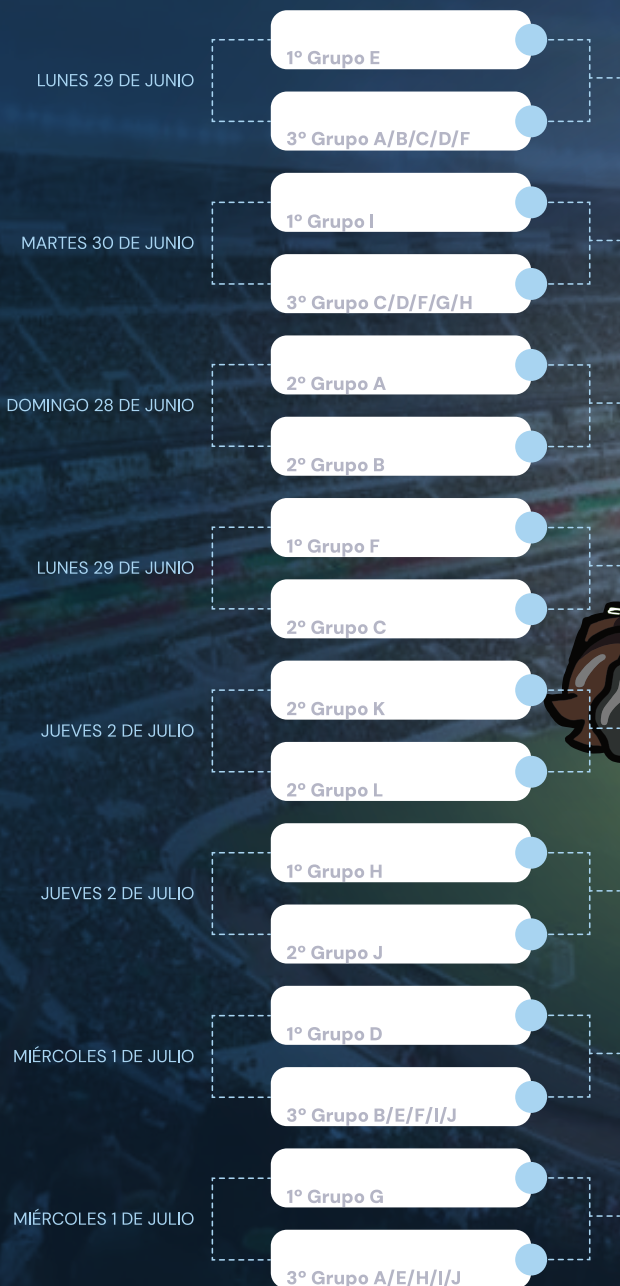 1º Grupo E
LUNES 29 DE JUNIO
3º Grupo A/B/C/D/F
1º Grupo I
MARTES 30 DE JUNIO
3º Grupo C/D/F/G/H
2º Grupo A
DOMINGO 28 DE JUNIO
2º Grupo B
1º Grupo F
LUNES 29 DE JUNIO
2º Grupo C
2º Grupo K
JUEVES 2 DE JULIO
2º Grupo L
1º Grupo H
JUEVES 2 DE JULIO
2º Grupo J
1º Grupo D
MIÉRCOLES 1 DE JULIO
3º Grupo B/E/F/I/J
1º Grupo G
MIÉRCOLES 1 DE JULIO
3º Grupo A/E/H/I/J